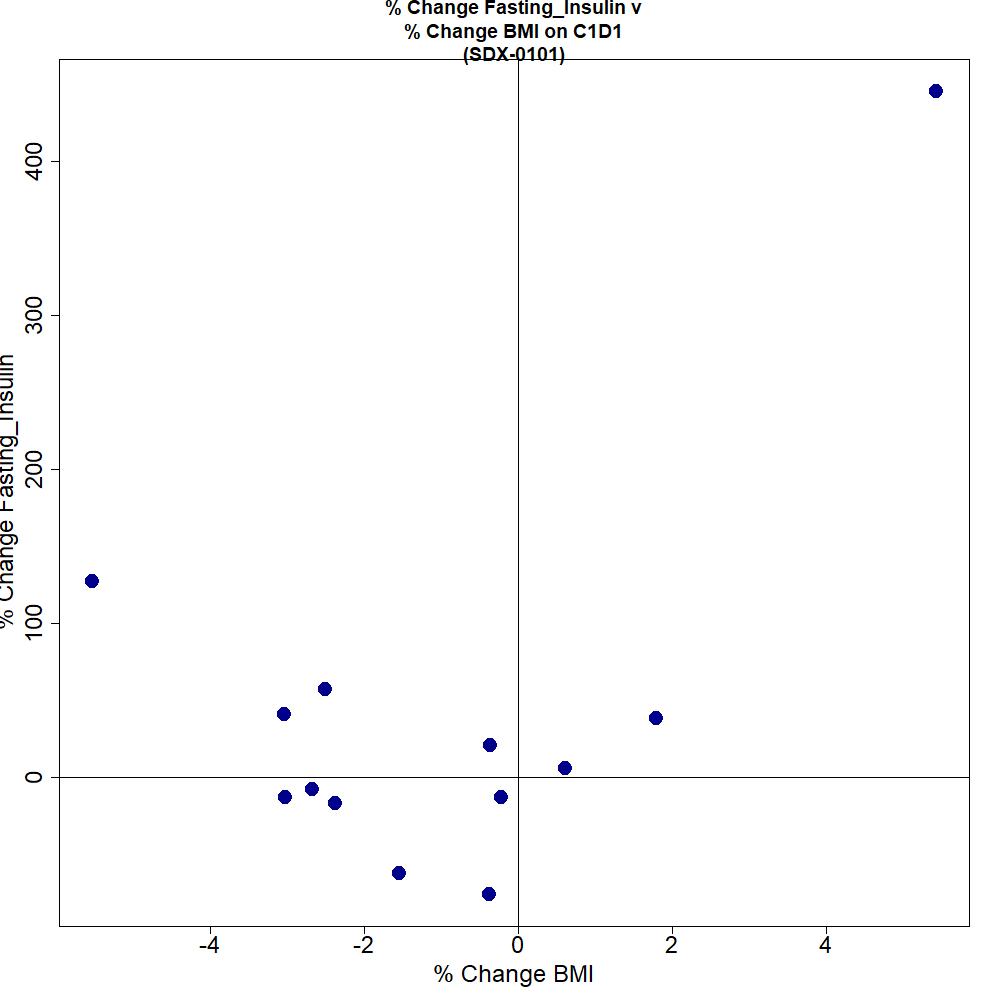 % Change Fasting_Insulin v
% Change BMI on C1D1
(SDX-0101)
400
300
200
100
0
% Change Fasting_Insulin
-4
-2
0
2
4
% Change BMI